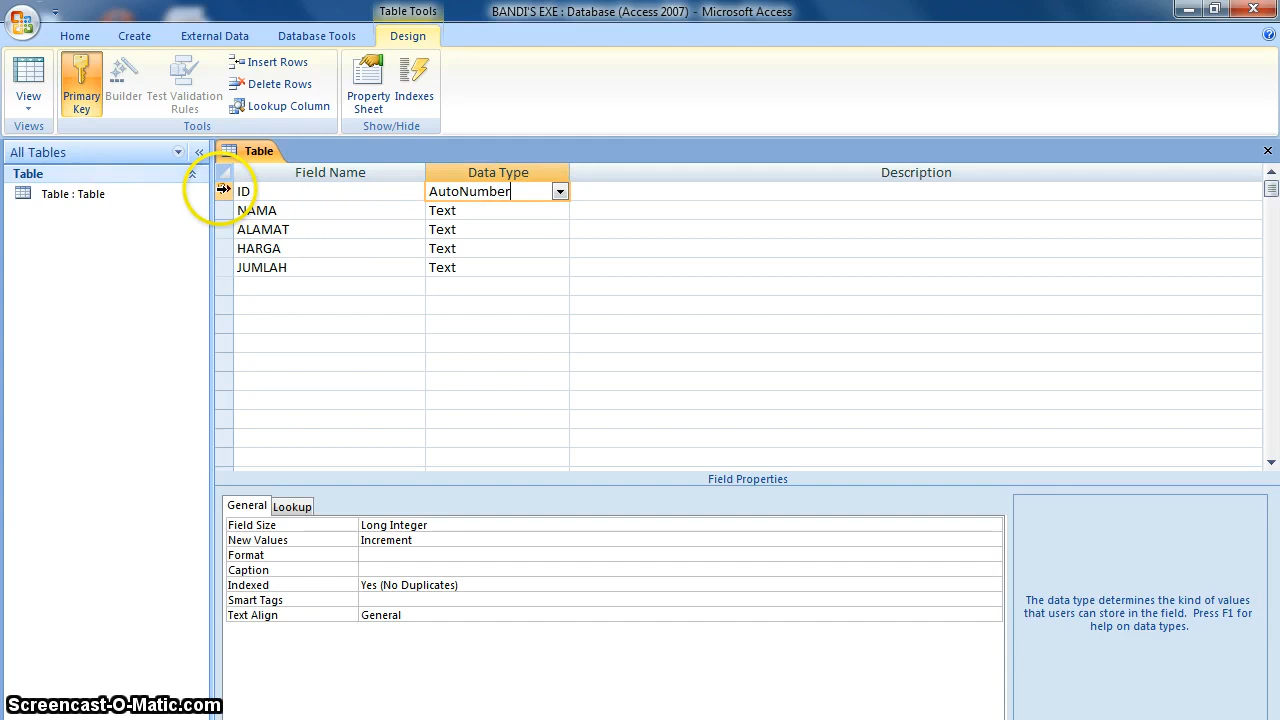 Table Tools
BANDI'S EXE : Database (Access 2007) - Microsoft Access
Home
Create
External Data
Database Tools
Design
View
Primary
Key
Builder
Test Validation
Rules
Insert Rows
Delete Rows
Lookup Column
Property
Sheet
Indexes
Views
Tools
Show/Hide
All Tables
Table
Table : Table
Table
Field Name
Data Type
Description
ID
AutoNumber
NAMA
Text
ALAMAT
Text
HARGA
Text
JUMLAH
Text
Field Properties
General
Lookup
Field Size
Long Integer
New Values
Increment
Format
Caption
Indexed
Yes (No Duplicates)
Smart Tags
Text Align
General
The data type determines the kind of values
that users can store in the field. Press F1 for
help on data types.
Screencast-O-Matic.com